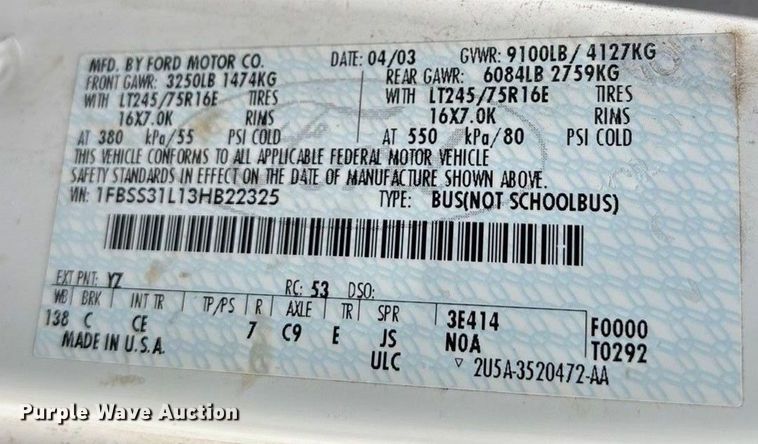 MFD. BY FORD MOTOR CO. DATE: 04/03 GVWR: 9100LB/ 4127KG
FRONT GAWR: 3250LB 1474KG REAR GAWR: 6084LB 2759KG
WITH LT245/75R16E TIRES WITH LT245/75R16E TIRES
16X7.0K RIMS 16X7.0K RIMS
AT 380 kPa/55 PSI COLD AT 550 kPa/80 PSI COLD
THIS VEHICLE CONFORMS TO ALL APPLICABLE FEDERAL MOTOR VEHICLE
SAFETY STANDARDS IN EFFECT ON THE DATE OF MANUFACTURE SHOWN ABOVE.
VIN: 1FBSS31L13HB22325 TYPE: BUS(NOT SCHOOLBUS)
EXT PNT: YZ RC: 53 DSO:
WB BRK INT TR TP/PS R AXLE TR SPR 3E414 F0000
138 C CE 7 C9 E JS NOA T0292
MADE IN U.S.A. ULC ▽ 2U5A-3520472-AA
Purple Wave Auction